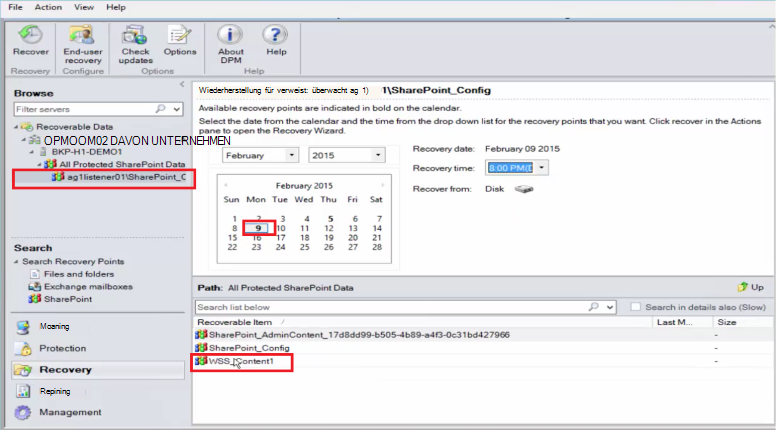 File Action View Help
Recover End-user recovery Check updates Options About DPM Help
Recovery Configure Options Help
Browse
Filter servers
Recoverable Data
OPMOOM02 DAVON UNTERNEHMEN
BKP-H1-DEMO1
All Protected SharePoint Data
ag1listener01\SharePoint_C
Search
Search Recovery Points
Files and folders
Exchange mailboxes
SharePoint
Moaning
Protection
Recovery
Repining
Management
Wiederherstellung for verweist: überwacht ag 1) 1\SharePoint_Config
Available recovery points are indicated in bold on the calendar.
Select the date from the calendar and the time from the drop down list for the recovery points that you want. Click recover in the Actions
pane to open the Recovery Wizard.
February 2015
February 2015
Sun Mon Tue Wed Thu Fri Sat
1 2 3 4 5 6 7
8 9 10 11 12 13 14
15 16 17 18 19 20 21
22 23 24 25 26 27 28
Recovery date: February 09 2015
Recovery time: 8:00 PM(D
Recover from: Disk
Path: All Protected SharePoint Data Up
Search list below Search in details also (Slow)
Recoverable Item Last M... Size
SharePoint_AdminContent_17d8dd99-b505-4b89-a4f3-0c31bd427966 -
SharePoint_Config -
WSS_Content1 -